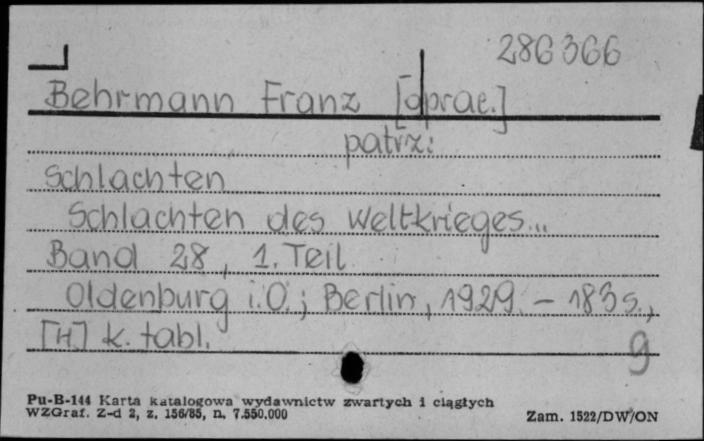 286366
Behrmann Franz [oprac.]
patrz:
Schlachten
Schlachten des Weltkrieges...
Band 28, 1. Teil
Oldenburg i.O.; Berlin, 1929. – 183 s.,
[4] k. tabl.
9
Pu-B-144 Karta katalogowa wydawnictw zwartych i ciągłych
WZGraf. Z-d 2, z. 156/85, n. 7.550.000
Zam. 1522/DW/ON